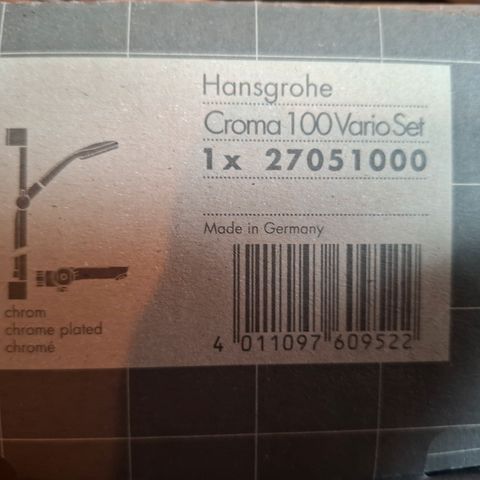 Hansgrohe
Croma 100 Vario Set
1 x 27051000
Made in Germany
chrom
chrome plated
chromé
4 011097 609522